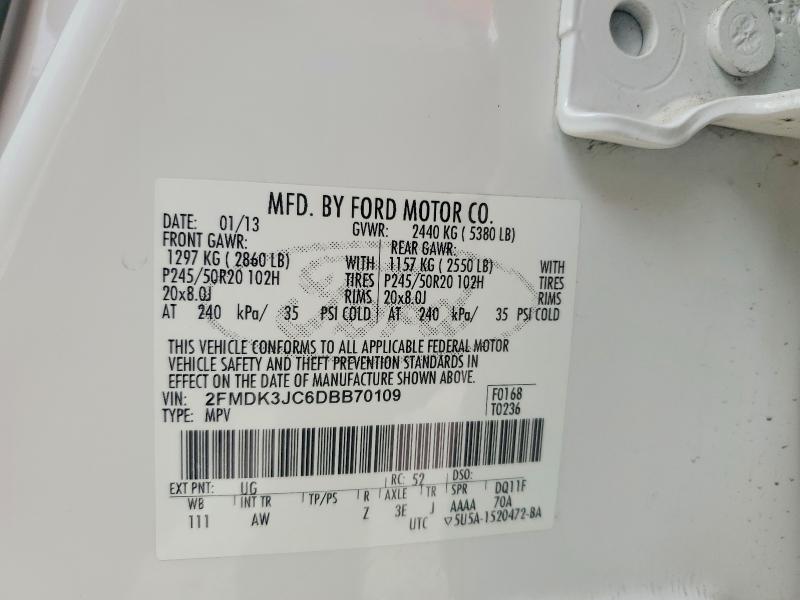 MFD. BY FORD MOTOR CO.
DATE: 01/13 GVWR: 2440 KG ( 5380 LB)
FRONT GAWR: REAR GAWR:
1297 KG ( 2860 LB) WITH 1157 KG ( 2550 LB) WITH
P245/50R20 102H TIRES P245/50R20 102H TIRES
20x8.0J RIMS 20x8.0J RIMS
AT 240 kPa/ 35 PSI COLD AT 240 kPa/ 35 PSI COLD
THIS VEHICLE CONFORMS TO ALL APPLICABLE FEDERAL MOTOR
VEHICLE SAFETY AND THEFT PREVENTION STANDARDS IN
EFFECT ON THE DATE OF MANUFACTURE SHOWN ABOVE.
VIN: 2FMDK3JC6DBB70109 F0168
TYPE: MPV T0236
EXT PNT: UG RC: 52 DSO:
WB INT TR TP/PS R AXLE TR SPR DQ11F
111 AW Z 3E J AAAA 70A
UTC 5U5A-1520472-BA